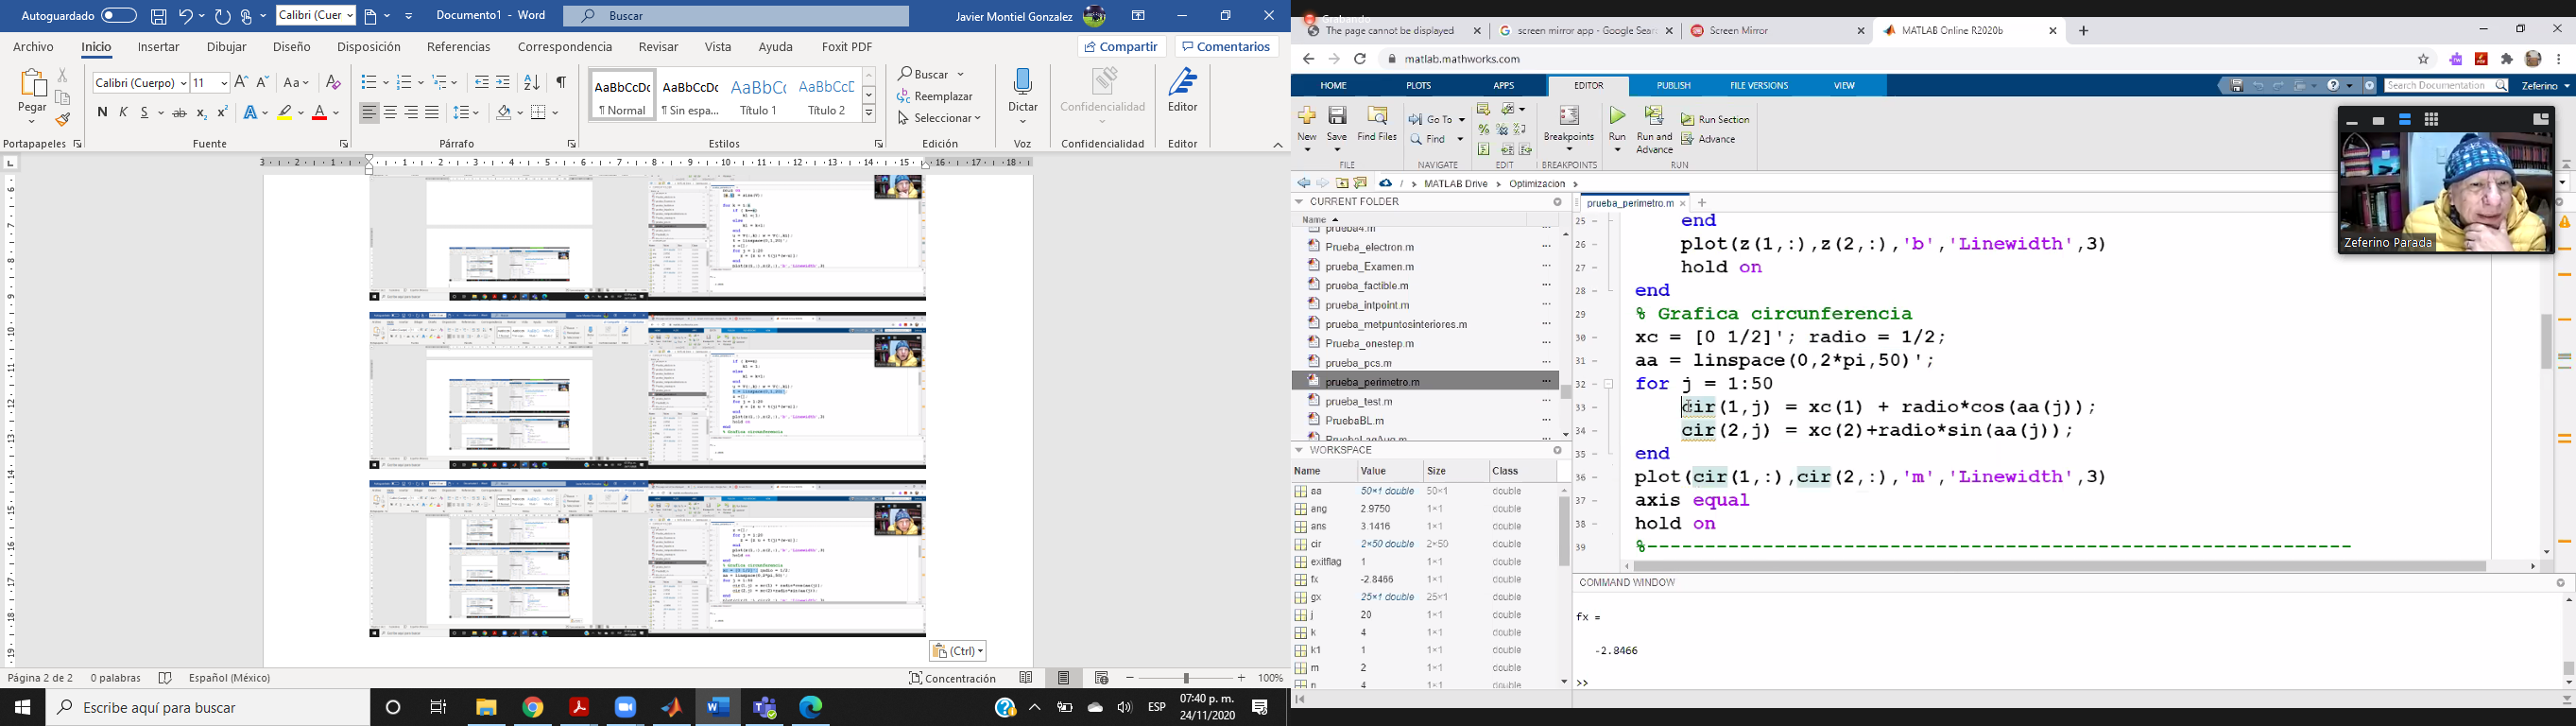 Autoguardado
Calibri (Cuer
Documento1 - Word
Buscar
Javier Montiel Gonzalez
Archivo Inicio Insertar Dibujar Diseño Disposición Referencias Correspondencia Revisar Vista Ayuda Foxit PDF
Compartir Comentarios
Pegar
Calibri (Cuerpo) 11
N K S
AaBbCcDc AaBbCcDc AaBbCc AaBbCcE
¶ Normal ¶ Sin espa... Título 1 Título 2
Buscar
Reemplazar
Seleccionar
Dictar
Confidencialidad
Editor
Portapapeles Fuente Párrafo Estilos Edición Voz Confidencialidad Editor
(Ctrl)
Página 2 de 2 0 palabras Español (México)
Concentración
100%
Escribe aquí para buscar
ESP
07:40 p. m.
24/11/2020
Grabando
The page cannot be displayed
screen mirror app - Google Sear
Screen Mirror
MATLAB Online R2020b
matlab.mathworks.com
HOME PLOTS APPS EDITOR PUBLISH FILE VERSIONS VIEW
Search Documentation
Zeferino
New Save Find Files
Go To
Find
Breakpoints
Run
Run and
Advance
Run Section
Advance
FILE NAVIGATE EDIT BREAKPOINTS RUN
/ MATLAB Drive Optimizacion
Zeferino Parada
CURRENT FOLDER
Name
prueba4.m
Prueba_electron.m
prueba_Examen.m
prueba_factible.m
prueba_intpoint.m
prueba_metpuntosinteriores.m
Prueba_onestep.m
prueba_pcs.m
prueba_perimetro.m
prueba_test.m
PruebaBL.m
PruebaLagAug.m
WORKSPACE
Name Value Size Class
aa 50×1 double 50×1 double
ang 2.9750 1×1 double
ans 3.1416 1×1 double
cir 2×50 double 2×50 double
exitflag 1 1×1 double
fx -2.8466 1×1 double
gx 25×1 double 25×1 double
j 20 1×1 double
k 4 1×1 double
k1 1 1×1 double
m 2 1×1 double
n 4 1×1 double
prueba_perimetro.m
25 end
26 plot(z(1,:),z(2,:),'b','Linewidth',3)
27 hold on
28 end
29 % Grafica circunferencia
30 xc = [0 1/2]'; radio = 1/2;
31 aa = linspace(0,2*pi,50)';
32 for j = 1:50
33 cir(1,j) = xc(1) + radio*cos(aa(j));
34 cir(2,j) = xc(2)+radio*sin(aa(j));
35 end
36 plot(cir(1,:),cir(2,:),'m','Linewidth',3)
37 axis equal
38 hold on
39 %-------------------------------------------------------------
COMMAND WINDOW
fx =
-2.8466
>>